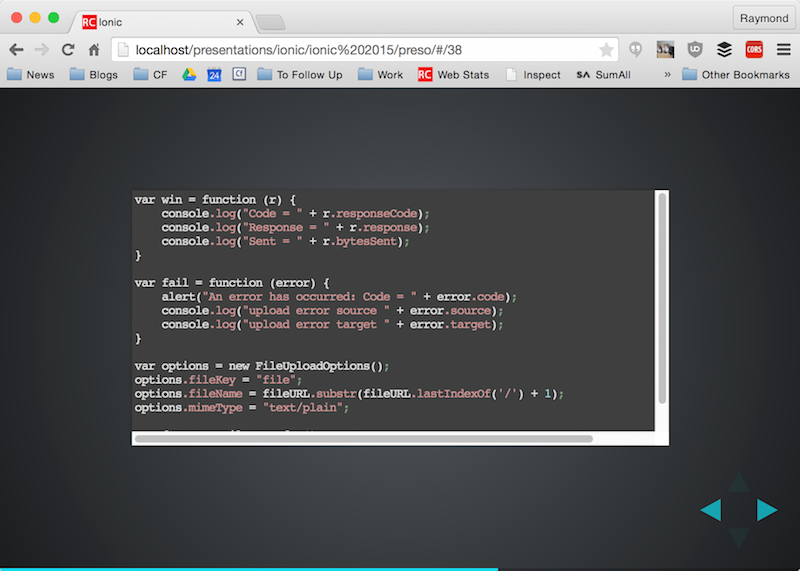 RC Ionic
Raymond
localhost/presentations/ionic/ionic%202015/preso/#/38
UD
CORS
News Blogs CF 24 Cf To Follow Up Work RC Web Stats Inspect SA SumAll » Other Bookmarks
var win = function (r) {
    console.log("Code = " + r.responseCode);
    console.log("Response = " + r.response);
    console.log("Sent = " + r.bytesSent);
}
var fail = function (error) {
    alert("An error has occurred: Code = " + error.code);
    console.log("upload error source " + error.source);
    console.log("upload error target " + error.target);
}
var options = new FileUploadOptions();
options.fileKey = "file";
options.fileName = fileURL.substr(fileURL.lastIndexOf('/') + 1);
options.mimeType = "text/plain";